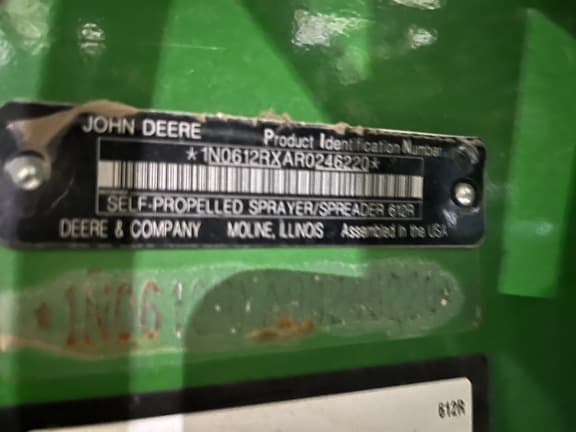 JOHN DEERE
Product Identification Number
*1N0612RXAR0246220*
SELF-PROPELLED SPRAYER/SPREADER 612R
DEERE & COMPANY MOLINE, ILLINOIS Assembled in the USA
*1N06
612R